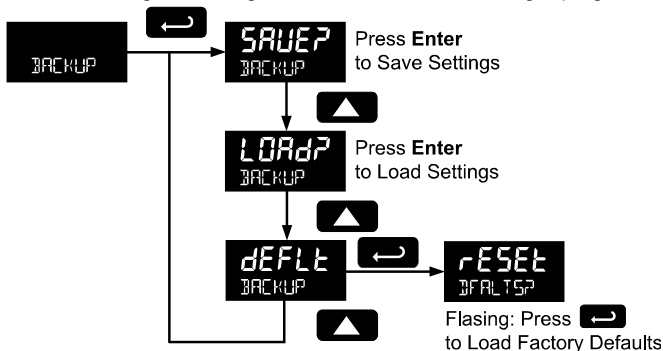 BACKUP
SAVE?
BACKUP
Press Enter
to Save Settings
LOAd?
BACKUP
Press Enter
to Load Settings
dEFLt
BACKUP
rESEt
DFALTS?
Flasing: Press
to Load Factory Defaults